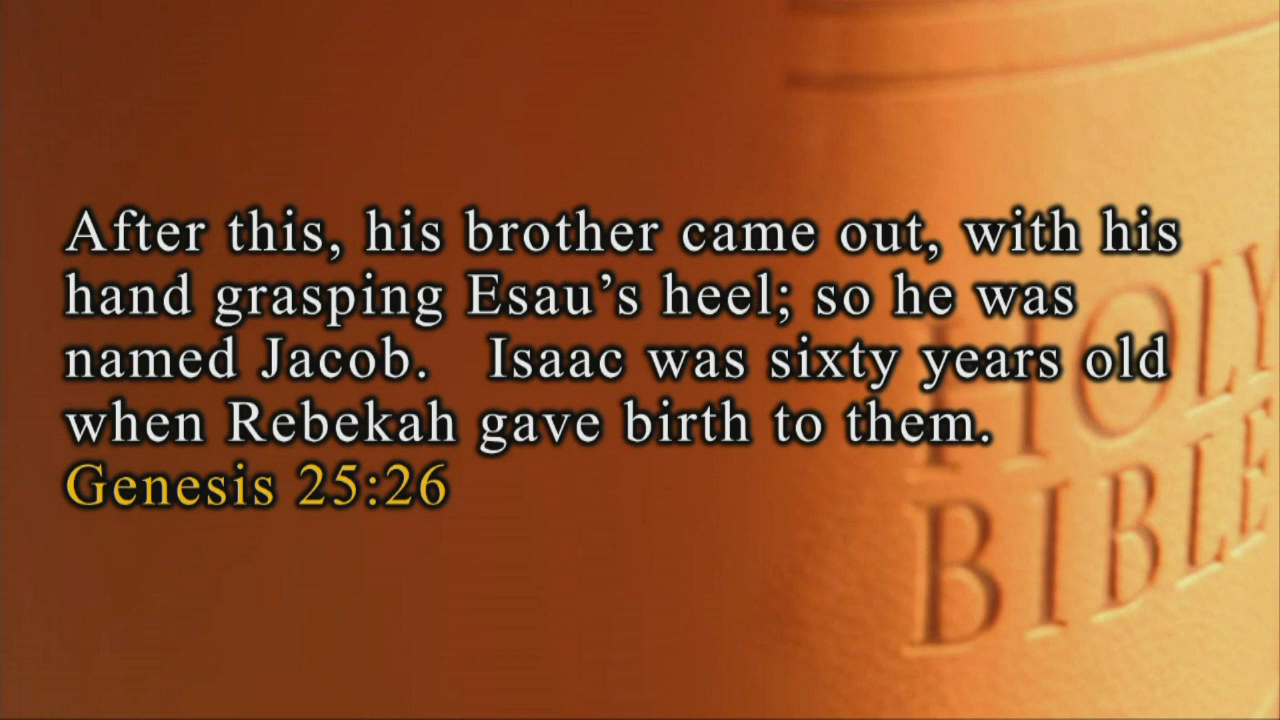 After this, his brother came out, with his
hand grasping Esau’s heel; so he was
named Jacob.   Isaac was sixty years old
when Rebekah gave birth to them.
Genesis 25:26
HOLY
BIBLE